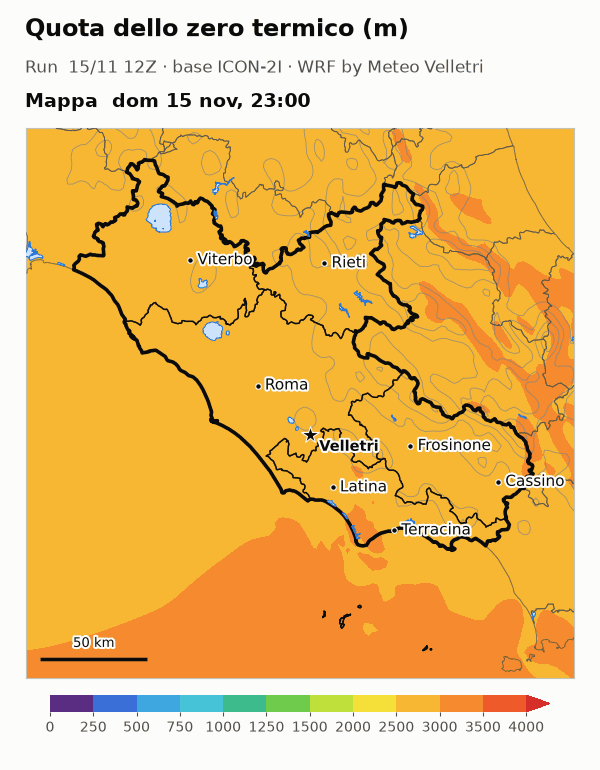 Quota dello zero termico (m)
Run  15/11 12Z · base ICON-2I · WRF by Meteo Velletri
Mappa  dom 15 nov, 23:00
Viterbo
Rieti
Roma
Velletri
Frosinone
Cassino
Latina
Terracina
50 km
0 250 500 750 1000 1250 1500 2000 2500 3000 3500 4000